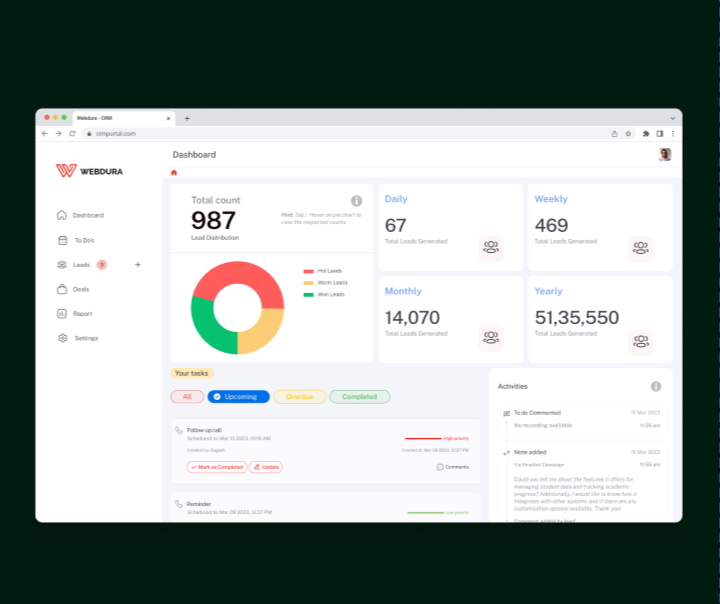 Webdura - CRM
crmportal.com
WEBDURA
Dashboard
To Do's
Leads 3
Deals
Report
Settings
Dashboard
Total count
987
Lead Distribution
Hint: Tap / Hover on pie chart to
view the respected counts
Hot Leads
Warm Leads
Won Leads
Daily
67
Total Leads Generated
Weekly
469
Total Leads Generated
Monthly
14,070
Total Leads Generated
Yearly
51,35,550
Total Leads Generated
Your tasks
All
Upcoming
Overdue
Completed
Follow up call
Scheduled to Mar 13 2023, 10:16 AM
High priority
Created by: Gagesh
Created at: Mar 09 2023, 12:37 PM
Mark as Completed
Update
Comments
Reminder
Scheduled to Mar 09 2023, 12:37 PM
Low priority
Activities
To do Commented
15 Mar 2023
No recording available
11:55 am
Note added
15 Mar 2023
Via Emailbot Campaign
11:55 am
Could you tell me about the features it offers for
managing student data and tracking academic
progress? Additionally, I would like to know how it
integrates with other systems and if there are any
customization options available. Thank you!
Comment added by lead